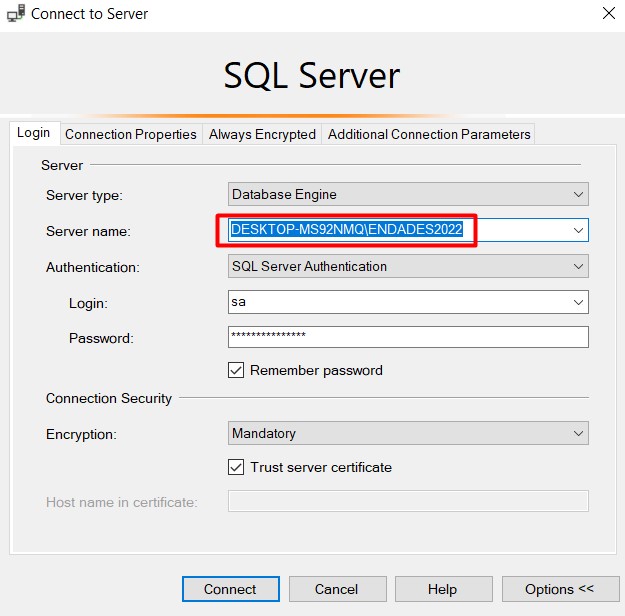 Connect to Server
SQL Server
Login Connection Properties Always Encrypted Additional Connection Parameters
Server
Server type: Database Engine
Server name: DESKTOP-MS92NMQ\ENDADES2022
Authentication: SQL Server Authentication
Login: sa
Password: ***************
Remember password
Connection Security
Encryption: Mandatory
Trust server certificate
Host name in certificate:
Connect Cancel Help Options <<